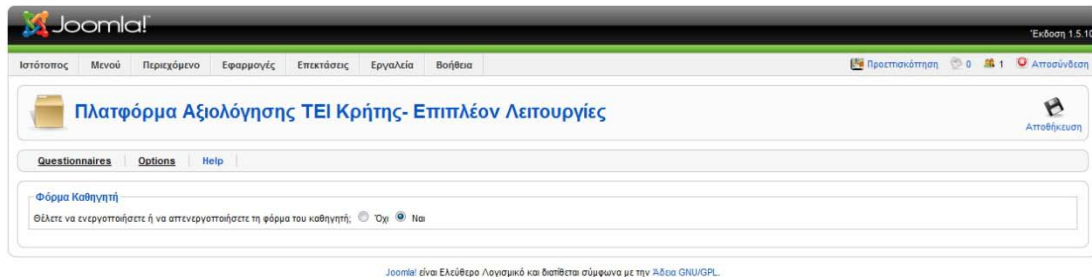 Joomla!
Έκδοση 1.5.10
Ιστότοπος Μενού Περιεχόμενο Εφαρμογές Επεκτάσεις Εργαλεία Βοήθεια Προεπισκόπηση 0 1 Αποσύνδεση
Πλατφόρμα Αξιολόγησης ΤΕΙ Κρήτης- Επιπλέον Λειτουργίες
Αποθήκευση
Questionnaires Options Help
Φόρμα Καθηγητή
Θέλετε να ενεργοποιήσετε ή να απενεργοποιήσετε τη φόρμα του καθηγητή; Όχι Ναι
Joomla! είναι Ελεύθερο Λογισμικό και διατίθεται σύμφωνα με την Άδεια GNU/GPL.